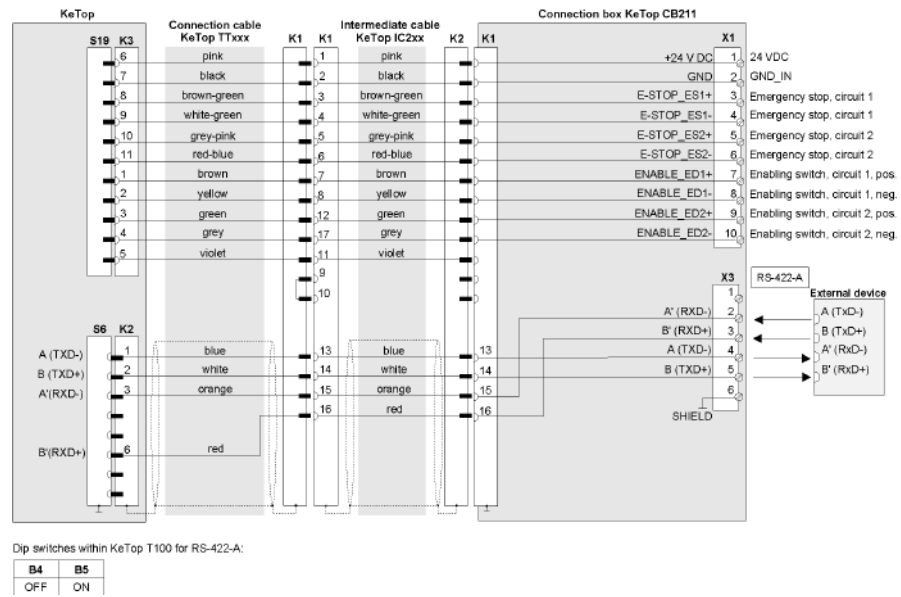 KeTop
Connection cable
KeTop TTxxx
Intermediate cable
KeTop IC2xx
Connection box KeTop CB211
S19 K3 K1 K1 K2 K1 X1
6 pink 1 pink +24 V DC 1 24 VDC
7 black 2 black GND 2 GND_IN
8 brown-green 3 brown-green E-STOP_ES1+ 3 Emergency stop, circuit 1
9 white-green 4 white-green E-STOP_ES1- 4 Emergency stop, circuit 1
10 grey-pink 5 grey-pink E-STOP_ES2+ 5 Emergency stop, circuit 2
11 red-blue 6 red-blue E-STOP_ES2- 6 Emergency stop, circuit 2
1 brown 7 brown ENABLE_ED1+ 7 Enabling switch, circuit 1, pos.
2 yellow 8 yellow ENABLE_ED1- 8 Enabling switch, circuit 1, neg.
3 green 12 green ENABLE_ED2+ 9 Enabling switch, circuit 2, pos.
4 grey 17 grey ENABLE_ED2- 10 Enabling switch, circuit 2, neg.
5 violet 11 violet
9
10
X3 RS-422-A
1 External device
A' (RXD-) 2 A (TxD-)
B' (RXD+) 3 B (TxD+)
A (TXD-) 4 A' (RxD-)
B (TXD+) 5 B' (RxD+)
6
SHIELD
S6 K2
A (TXD-) 1 blue 13 blue 13
B (TXD+) 2 white 14 white 14
A'(RXD-) 3 orange 15 orange 15
16 red 16
B'(RXD+) 6 red
Dip switches within KeTop T100 for RS-422-A:
B4 B5
OFF ON